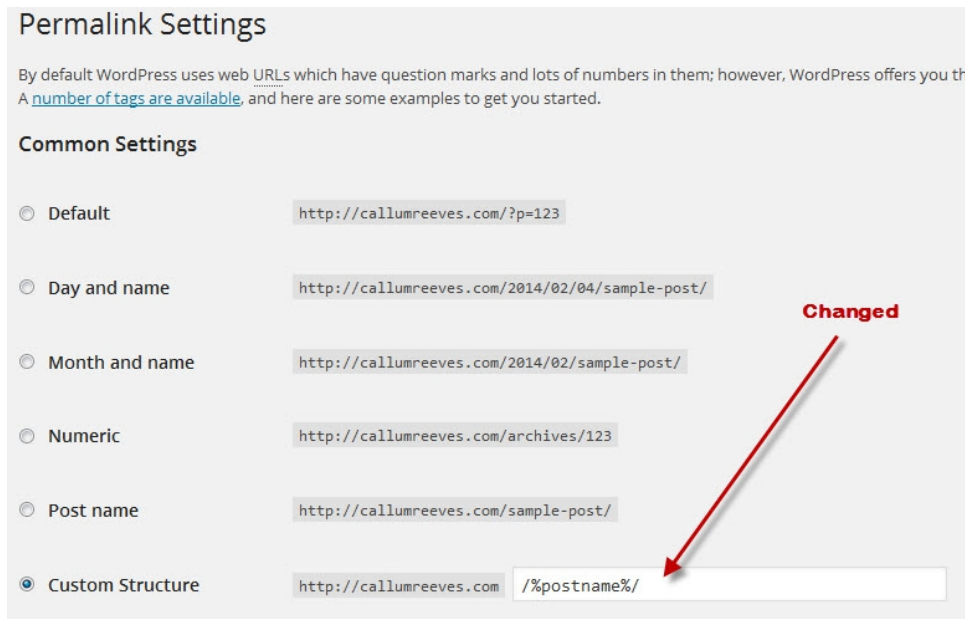 Permalink Settings
By default WordPress uses web URLs which have question marks and lots of numbers in them; however, WordPress offers you th
A number of tags are available, and here are some examples to get you started.
Common Settings
Default http://callumreeves.com/?p=123
Day and name http://callumreeves.com/2014/02/04/sample-post/
Changed
Month and name http://callumreeves.com/2014/02/sample-post/
Numeric http://callumreeves.com/archives/123
Post name http://callumreeves.com/sample-post/
Custom Structure http://callumreeves.com /%postname%/